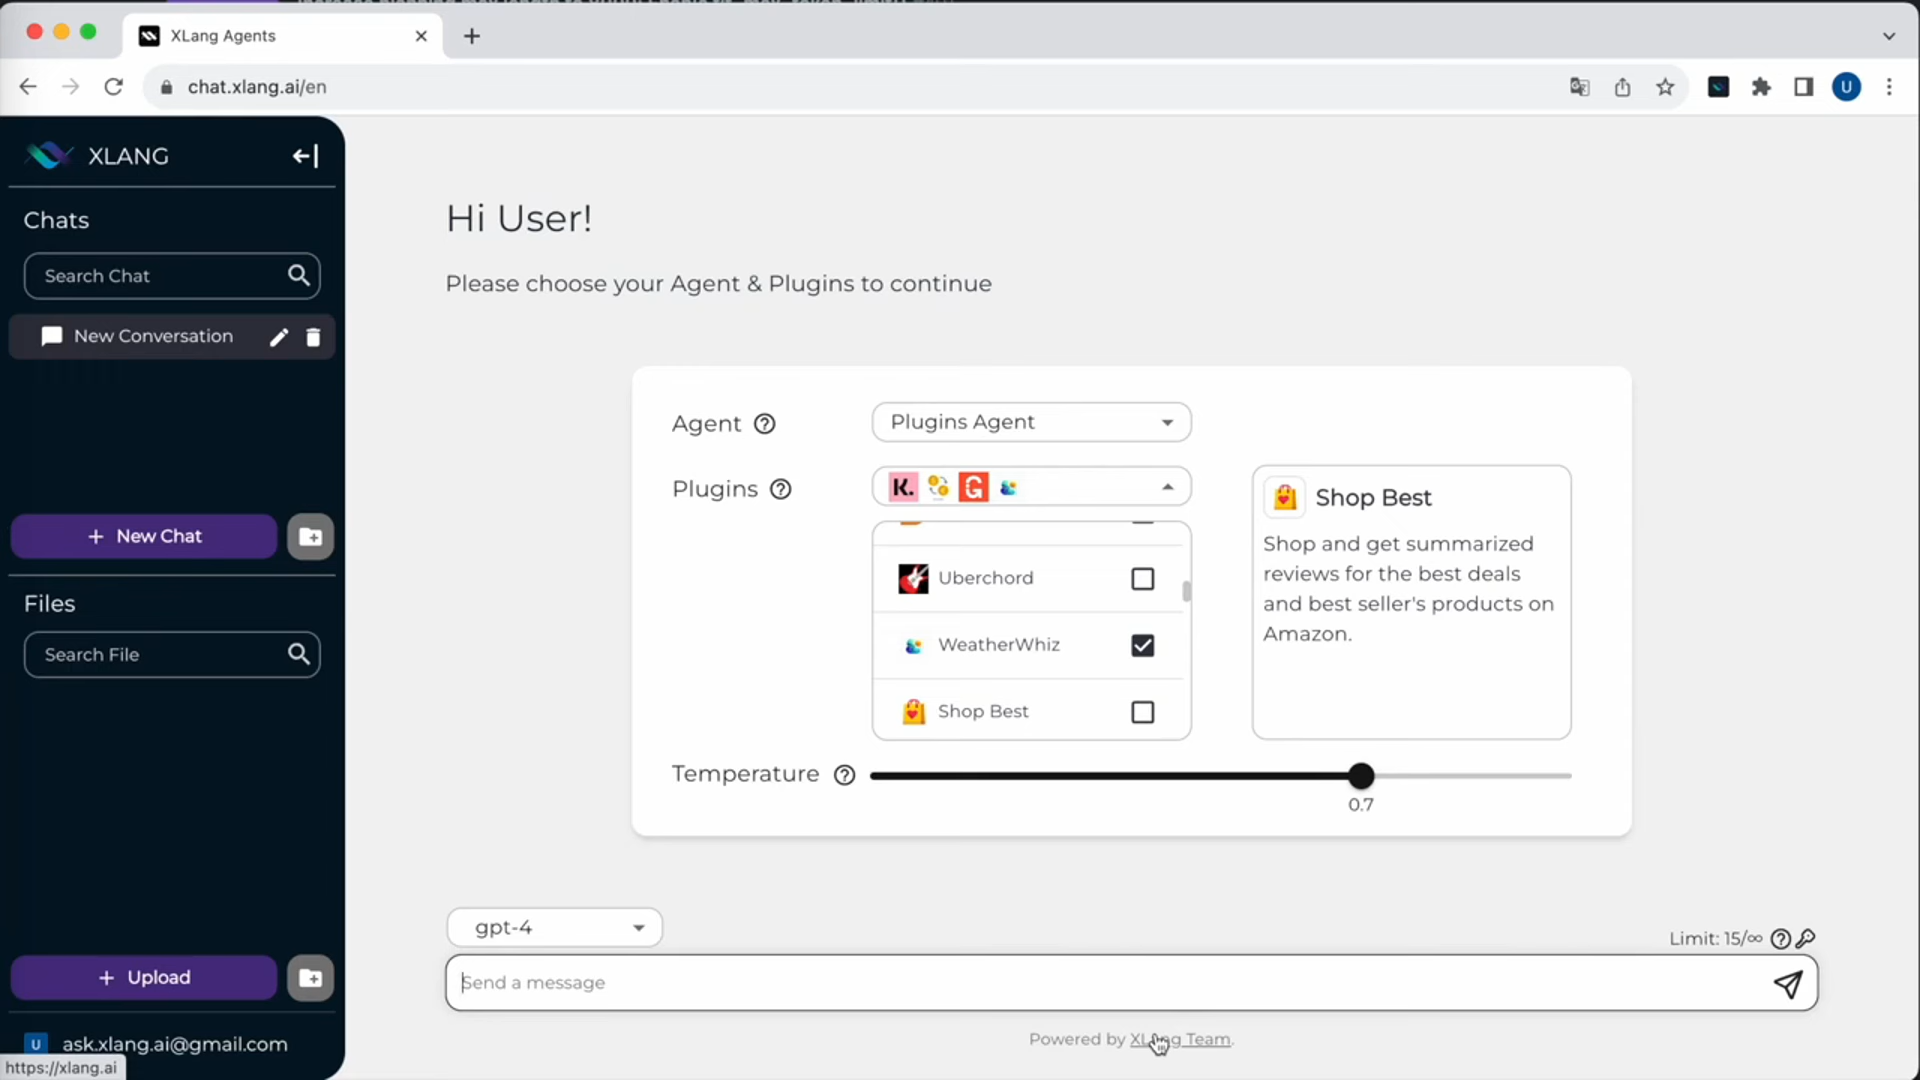 XLang Agents
chat.xlang.ai/en
U
XLANG
Chats
Search Chat
New Conversation
+ New Chat
Files
Search File
+ Upload
U ask.xlang.ai@gmail.com
https://xlang.ai
Hi User!
Please choose your Agent & Plugins to continue
Agent ?
Plugins Agent
Plugins ?
K. G
Uberchord
WeatherWhiz
Shop Best
Shop Best
Shop and get summarized
reviews for the best deals
and best seller's products on
Amazon.
Temperature ?
0.7
gpt-4
Limit: 15/∞ ?
Send a message
Powered by XLang Team.